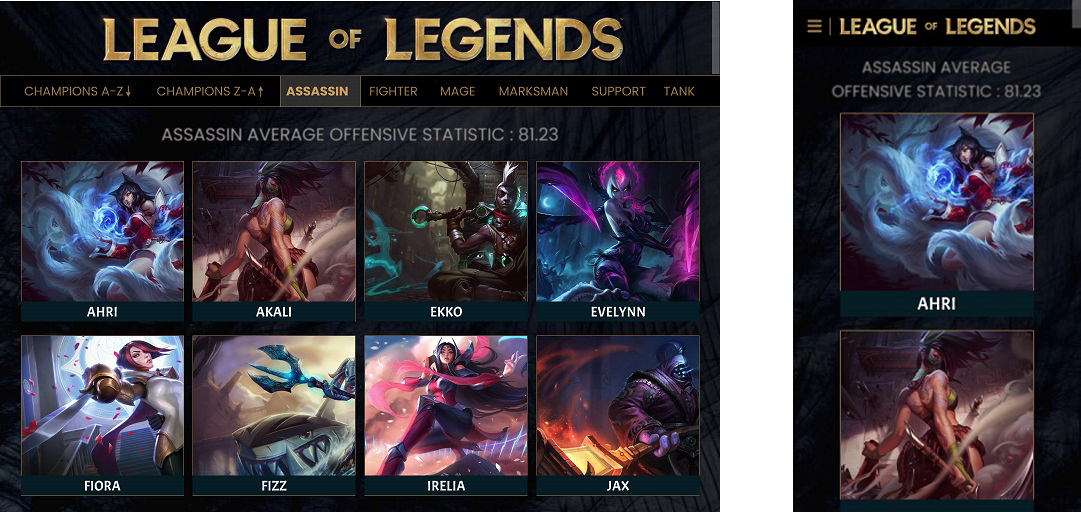 LEAGUE OF LEGENDS
CHAMPIONS A-Z↓ CHAMPIONS Z-A↑ ASSASSIN FIGHTER MAGE MARKSMAN SUPPORT TANK
ASSASSIN AVERAGE OFFENSIVE STATISTIC : 81.23
AHRI AKALI EKKO EVELYNN
FIORA FIZZ IRELIA JAX
LEAGUE OF LEGENDS
ASSASSIN AVERAGE
OFFENSIVE STATISTIC : 81.23
AHRI